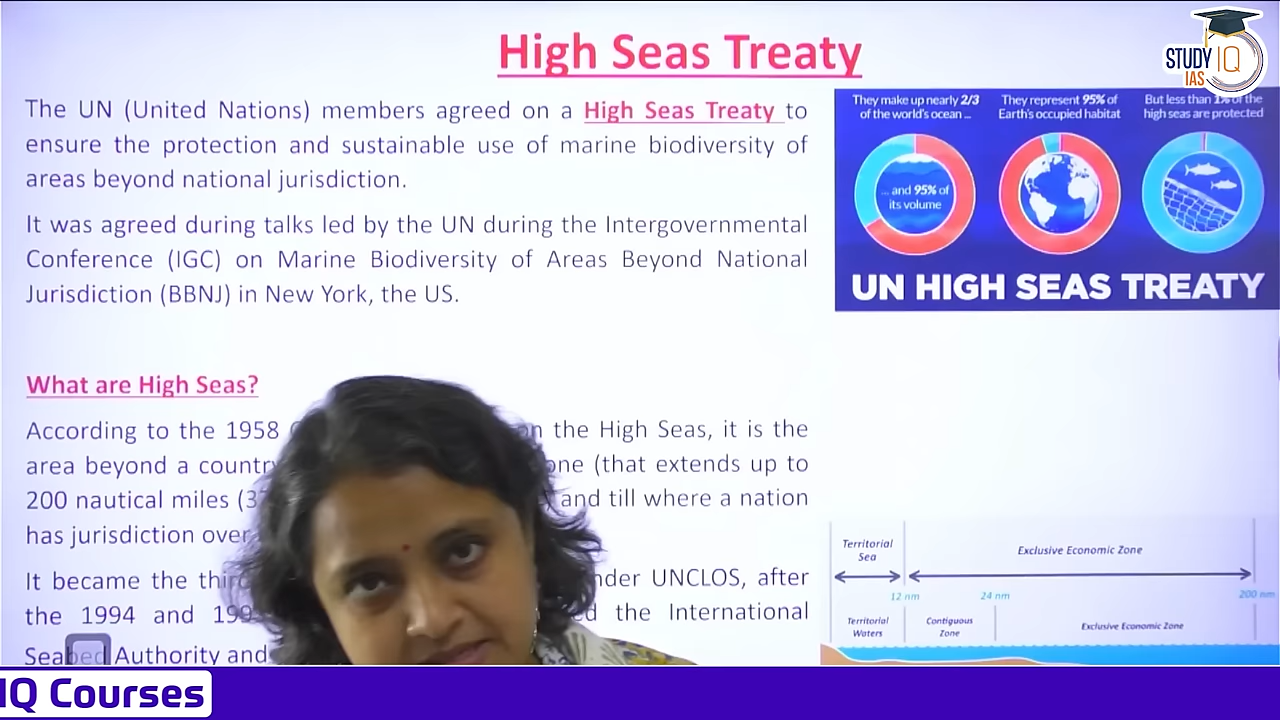 High Seas Treaty
STUDY IQ
IAS
The UN (United Nations) members agreed on a High Seas Treaty to
ensure the protection and sustainable use of marine biodiversity of
areas beyond national jurisdiction.
It was agreed during talks led by the UN during the Intergovernmental
Conference (IGC) on Marine Biodiversity of Areas Beyond National
Jurisdiction (BBNJ) in New York, the US.
They make up nearly 2/3
of the world's ocean ...
... and 95% of
its volume
They represent 95% of
Earth's occupied habitat
But less than 1% of the
high seas are protected
UN HIGH SEAS TREATY
What are High Seas?
According to the 1958 on the High Seas, it is the
area beyond a (that extends up to
200 nautical miles and till where a nation
has jurisdiction over
It became the UNCLOS, after
the 1994 and the International
Seabed Authority and
Territorial
Sea
Exclusive Economic Zone
12 nm
24 nm
200 nm
Territorial
Waters
Contiguous
Zone
Exclusive Economic Zone
IQ Courses